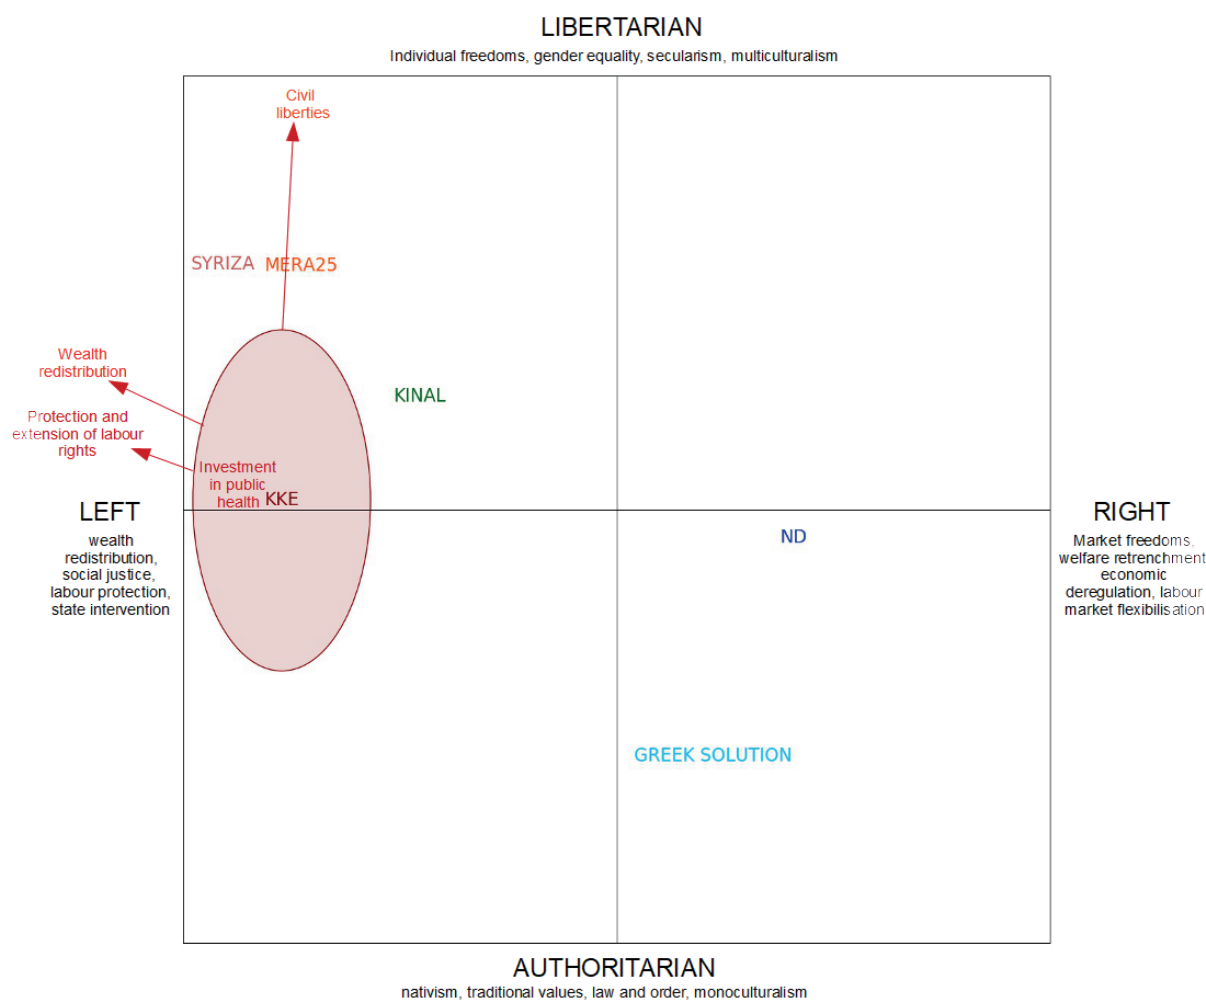 LIBERTARIAN
Individual freedoms, gender equality, secularism, multiculturalism
Civil
liberties
SYRIZA
MERA25
Wealth
redistribution
KINAL
Protection and
extension of labour
rights
Investment
in public
health
KKE
LEFT
wealth
redistribution,
social justice,
labour protection,
state intervention
ND
RIGHT
Market freedoms,
welfare retrenchment
economic
deregulation, labour
market flexibilisation
GREEK SOLUTION
AUTHORITARIAN
nativism, traditional values, law and order, monoculturalism